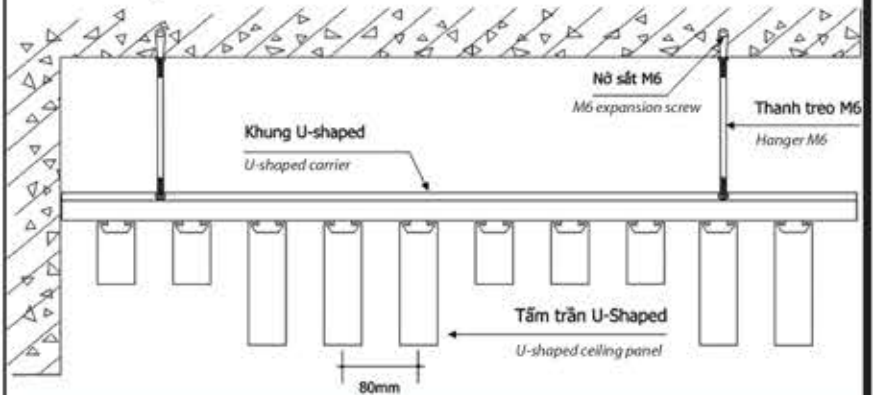 Nở sắt M6
M6 expansion screw
Thanh treo M6
Hanger M6
Khung U-shaped
U-shaped carrier
Tấm trần U-Shaped
U-shaped ceiling panel
80mm